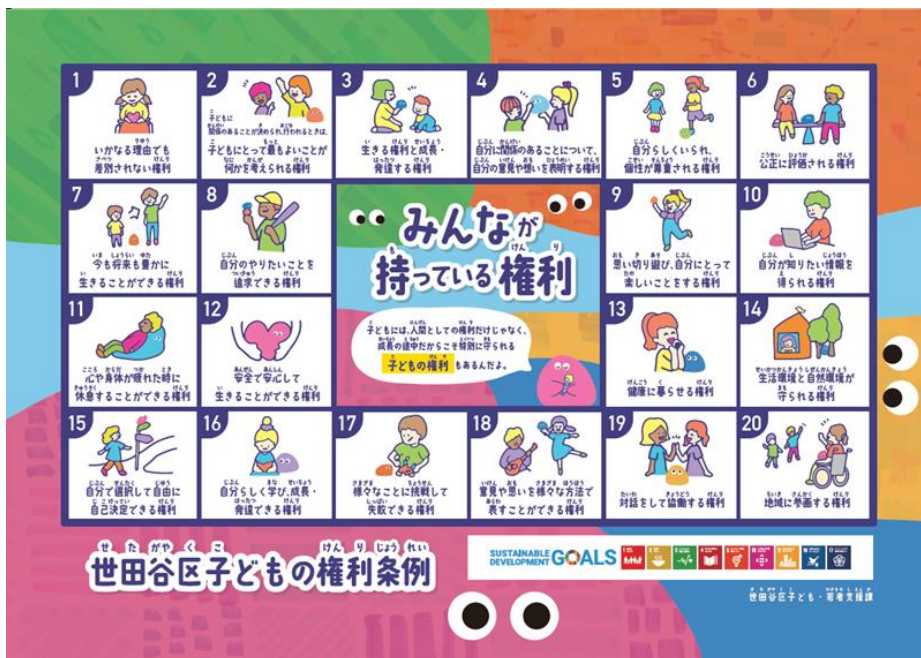 1
いかなる理由でも
差別されない権利
2
子どもに
関係のあることが決められ、行われるときは、
子どもにとって最もよいことが
何かを考えられる権利
3
生きる権利と成長・
発達する権利
4
自分に関係のあることについて、
自分の意見や想いを表明する権利
5
自分らしくいられ、
個性が尊重される権利
6
公正に評価される権利
7
今も将来も豊かに
生きることができる権利
8
自分のやりたいことを
追求できる権利
みんなが
持っている権利
子どもには、人間としての権利だけじゃなく、
成長の途中だからこそ特別に守られる
子どもの権利 もあるんだよ。
9
思い切り遊び、自分にとって
楽しいことをする権利
10
自分が知りたい情報を
得られる権利
11
心や身体が疲れた時に
休息することができる権利
12
安全で安心して
生きることができる権利
13
健康に暮らせる権利
14
生活環境と自然環境が
守られる権利
15
自分で選択して自由に
自己決定できる権利
16
自分らしく学び、成長・
発達できる権利
17
様々なことに挑戦して
失敗できる権利
18
意見や思いを様々な方法で
表すことができる権利
19
対話をして協働する権利
20
地域に参画する権利
世田谷区子どもの権利条例
SUSTAINABLE
DEVELOPMENT GOALS
世田谷区子ども・若者支援課